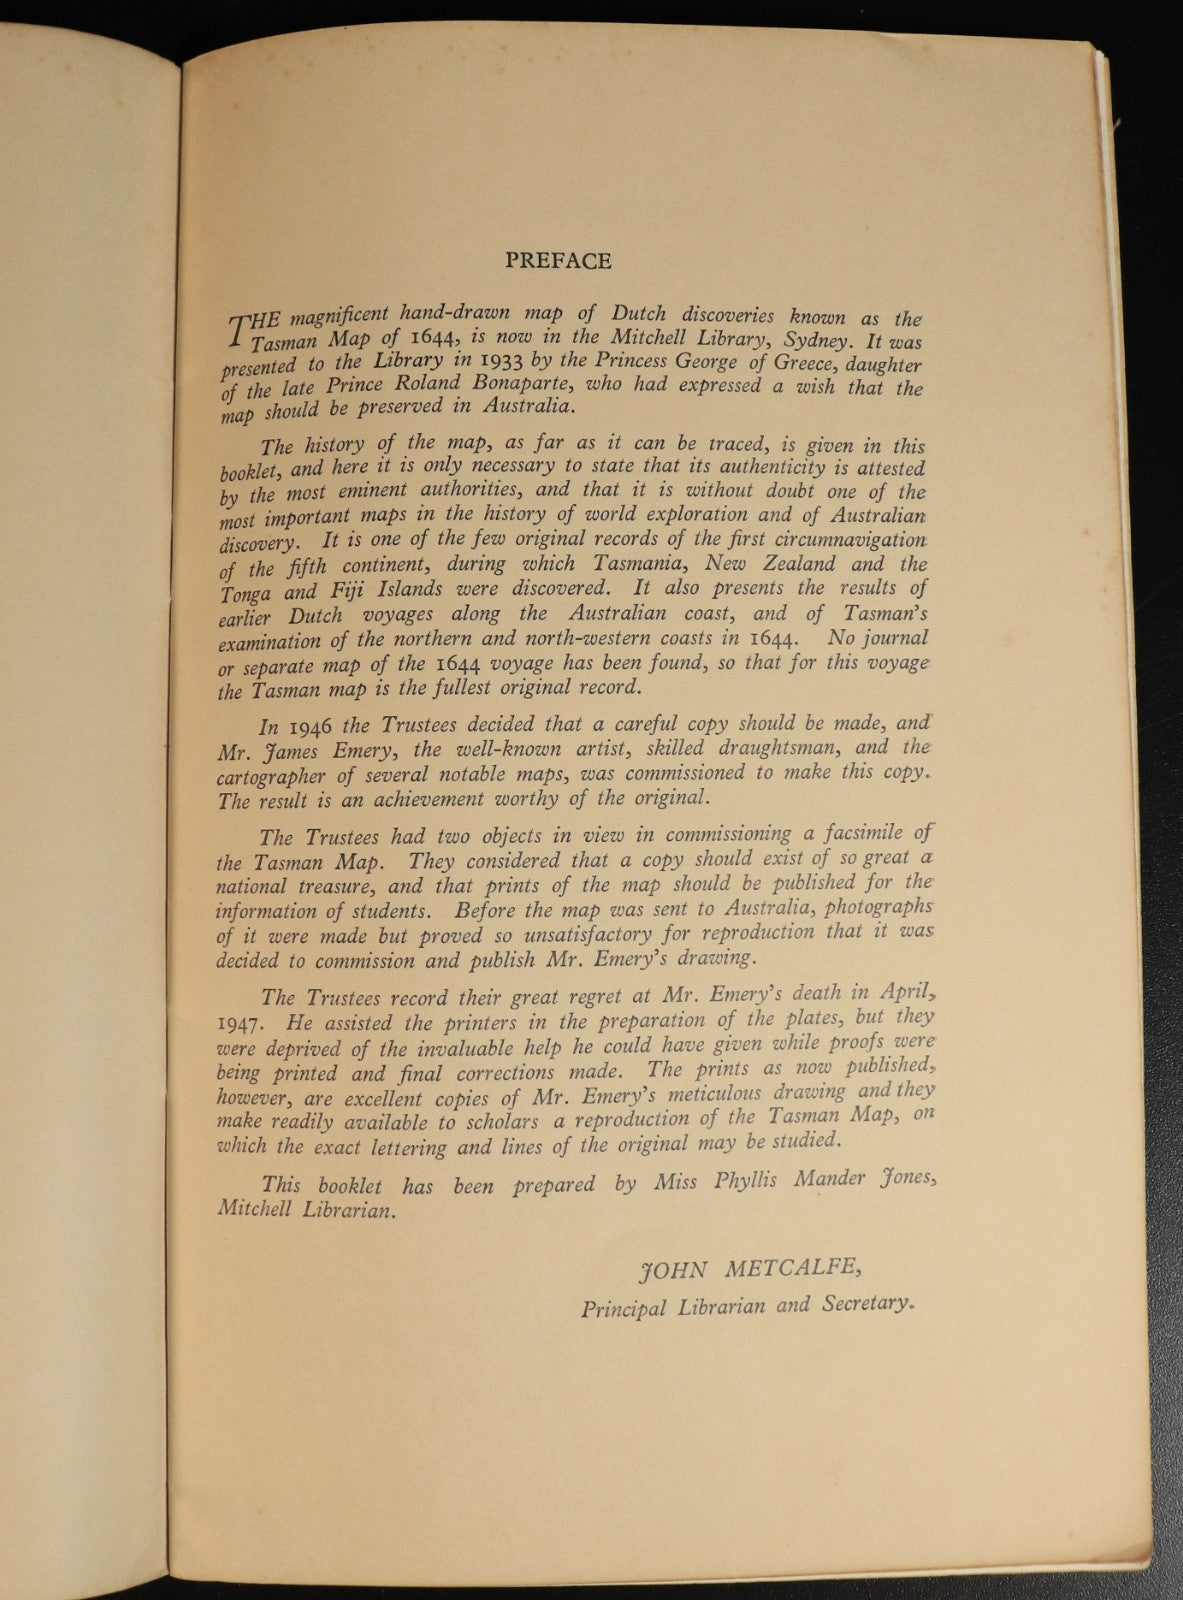 PREFACE
THE magnificent hand-drawn map of Dutch discoveries known as the
Tasman Map of 1644, is now in the Mitchell Library, Sydney. It was
presented to the Library in 1933 by the Princess George of Greece, daughter
of the late Prince Roland Bonaparte, who had expressed a wish that the
map should be preserved in Australia.
The history of the map, as far as it can be traced, is given in this
booklet, and here it is only necessary to state that its authenticity is attested
by the most eminent authorities, and that it is without doubt one of the
most important maps in the history of world exploration and of Australian
discovery. It is one of the few original records of the first circumnavigation
of the fifth continent, during which Tasmania, New Zealand and the
Tonga and Fiji Islands were discovered. It also presents the results of
earlier Dutch voyages along the Australian coast, and of Tasman's
examination of the northern and north-western coasts in 1644. No journal
or separate map of the 1644 voyage has been found, so that for this voyage
the Tasman map is the fullest original record.
In 1946 the Trustees decided that a careful copy should be made, and
Mr. James Emery, the well-known artist, skilled draughtsman, and the
cartographer of several notable maps, was commissioned to make this copy.
The result is an achievement worthy of the original.
The Trustees had two objects in view in commissioning a facsimile of
the Tasman Map. They considered that a copy should exist of so great a
national treasure, and that prints of the map should be published for the
information of students. Before the map was sent to Australia, photographs
of it were made but proved so unsatisfactory for reproduction that it was
decided to commission and publish Mr. Emery's drawing.
The Trustees record their great regret at Mr. Emery's death in April,
1947. He assisted the printers in the preparation of the plates, but they
were deprived of the invaluable help he could have given while proofs were
being printed and final corrections made. The prints as now published,
however, are excellent copies of Mr. Emery's meticulous drawing and they
make readily available to scholars a reproduction of the Tasman Map, on
which the exact lettering and lines of the original may be studied.
This booklet has been prepared by Miss Phyllis Mander Jones,
Mitchell Librarian.
JOHN METCALFE,
Principal Librarian and Secretary.